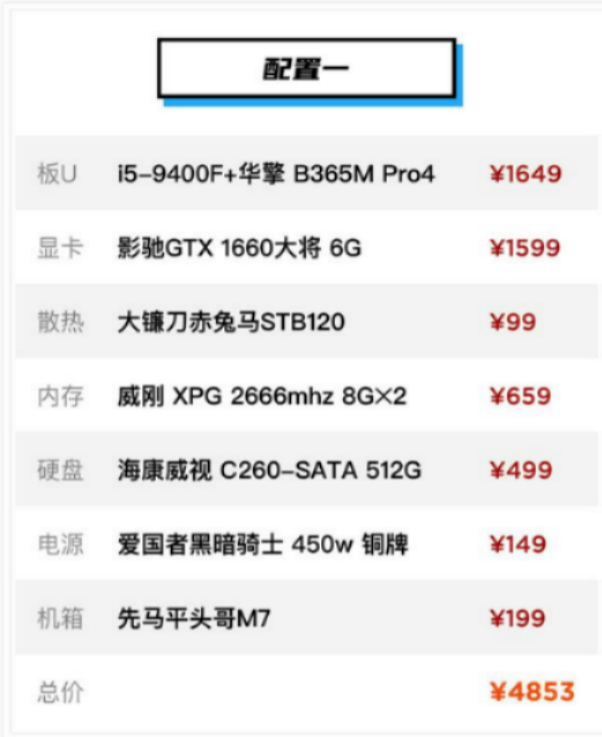 配置一
板U i5-9400F+华擎 B365M Pro4 ¥1649
显卡 影驰GTX 1660大将 6G ¥1599
散热 大镰刀赤兔马STB120 ¥99
内存 威刚 XPG 2666mhz 8G×2 ¥659
硬盘 海康威视 C260-SATA 512G ¥499
电源 爱国者黑暗骑士 450w 铜牌 ¥149
机箱 先马平头哥M7 ¥199
总价 ¥4853